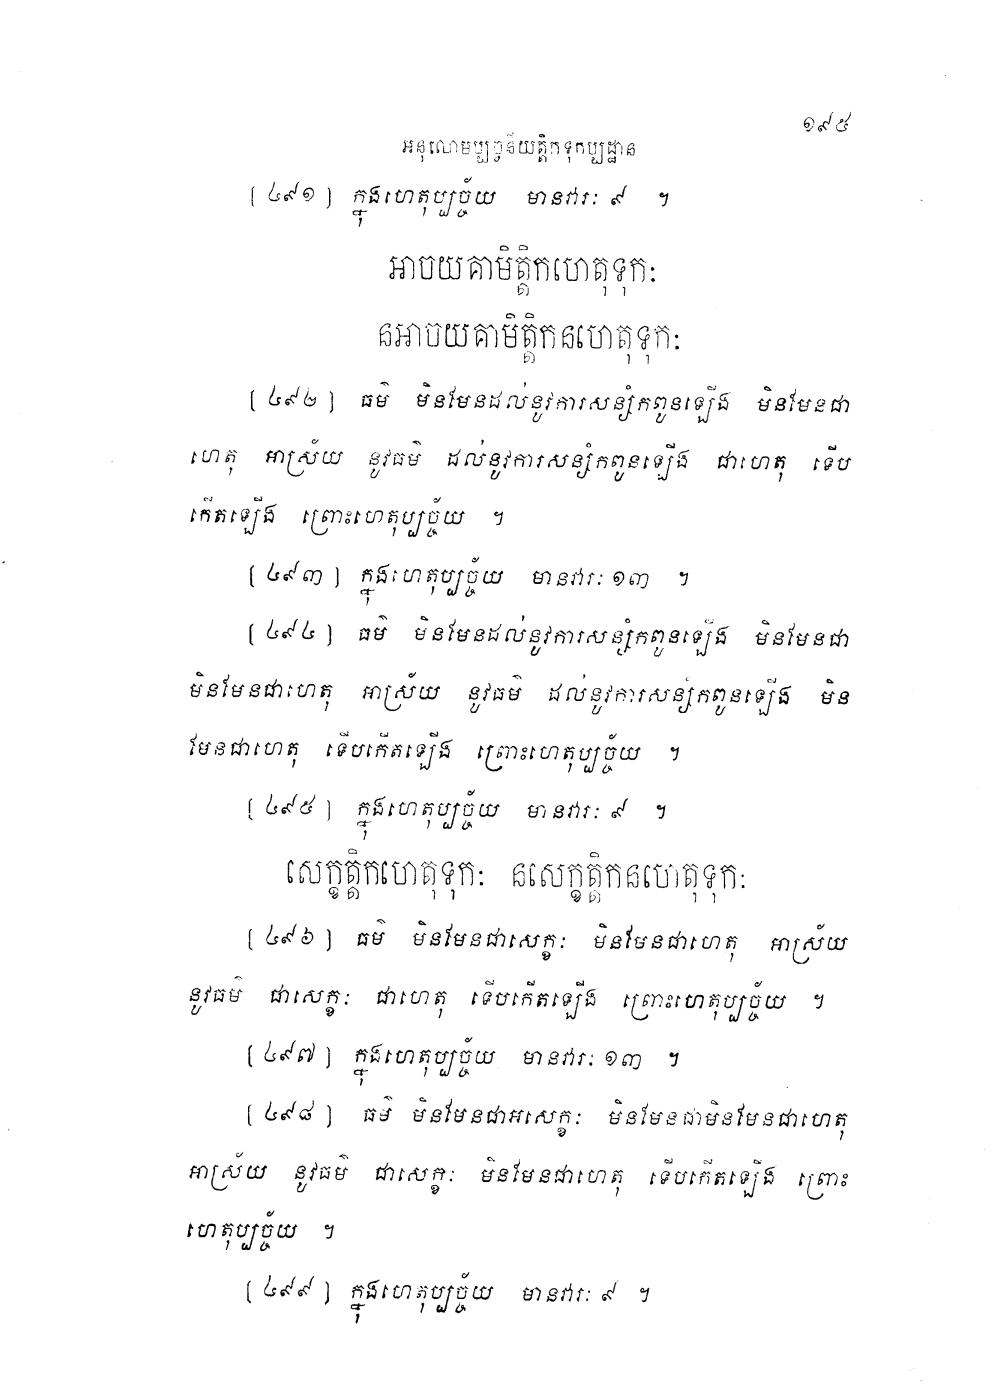 ១៩៥
អនុលោមប្បច្ចនីយត្តិកទុកប្បដ្ឋាន
[ ៤៩១ ] ក្នុងហេតុប្បច្ច័យ មានវារៈ ៩ ។
អាចយគាមិត្តិកហេតុទុកៈ
នអាចយគាមិត្តិកនហេតុទុកៈ
[ ៤៩២ ] ធម៌ មិនមែនដល់នូវការសន្សំកពូនឡើង មិនមែនជា
ហេតុ អាស្រ័យ នូវធម៌ ដល់នូវការសន្សំកពូនឡើង ជាហេតុ ទើប
កើតឡើង ព្រោះហេតុប្បច្ច័យ ។
[ ៤៩៣ ] ក្នុងហេតុប្បច្ច័យ មានវារៈ ១៣ ។
[ ៤៩៤ ] ធម៌ មិនមែនដល់នូវការសន្សំកពូនឡើង មិនមែនជា
មិនមែនជាហេតុ អាស្រ័យ នូវធម៌ ដល់នូវការសន្សំកពូនឡើង មិន
មែនជាហេតុ ទើបកើតឡើង ព្រោះហេតុប្បច្ច័យ ។
[ ៤៩៥ ] ក្នុងហេតុប្បច្ច័យ មានវារៈ ៩ ។
សេក្ខត្តិកហេតុទុកៈ នសេក្ខត្តិកនហេតុទុកៈ
[ ៤៩៦ ] ធម៌ មិនមែនជាសេក្ខៈ មិនមែនជាហេតុ អាស្រ័យ
នូវធម៌ ជាសេក្ខៈ ជាហេតុ ទើបកើតឡើង ព្រោះហេតុប្បច្ច័យ ។
[ ៤៩៧ ] ក្នុងហេតុប្បច្ច័យ មានវារៈ ១៣ ។
[ ៤៩៨ ] ធម៌ មិនមែនជាអសេក្ខៈ មិនមែនជាមិនមែនជាហេតុ
អាស្រ័យ នូវធម៌ ជាសេក្ខៈ មិនមែនជាហេតុ ទើបកើតឡើង ព្រោះ
ហេតុប្បច្ច័យ ។
[ ៤៩៩ ] ក្នុងហេតុប្បច្ច័យ មានវារៈ ៩ ។